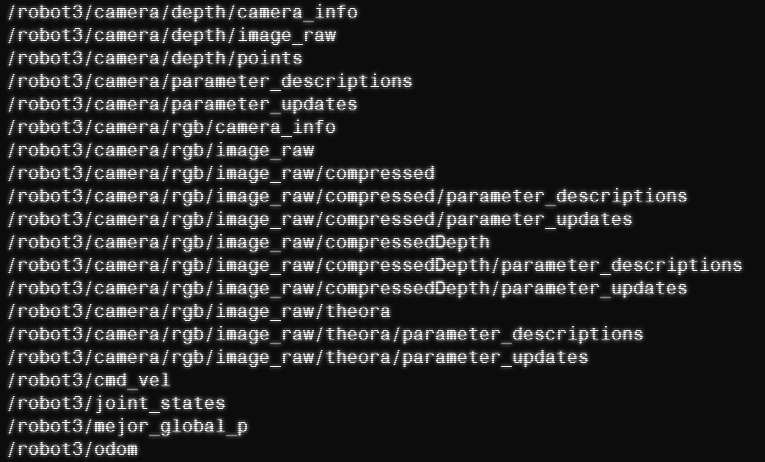 /robot3/camera/depth/camera_info
/robot3/camera/depth/image_raw
/robot3/camera/depth/points
/robot3/camera/parameter_descriptions
/robot3/camera/parameter_updates
/robot3/camera/rgb/camera_info
/robot3/camera/rgb/image_raw
/robot3/camera/rgb/image_raw/compressed
/robot3/camera/rgb/image_raw/compressed/parameter_descriptions
/robot3/camera/rgb/image_raw/compressed/parameter_updates
/robot3/camera/rgb/image_raw/compressedDepth
/robot3/camera/rgb/image_raw/compressedDepth/parameter_descriptions
/robot3/camera/rgb/image_raw/compressedDepth/parameter_updates
/robot3/camera/rgb/image_raw/theora
/robot3/camera/rgb/image_raw/theora/parameter_descriptions
/robot3/camera/rgb/image_raw/theora/parameter_updates
/robot3/cmd_vel
/robot3/joint_states
/robot3/mejor_global_p
/robot3/odom